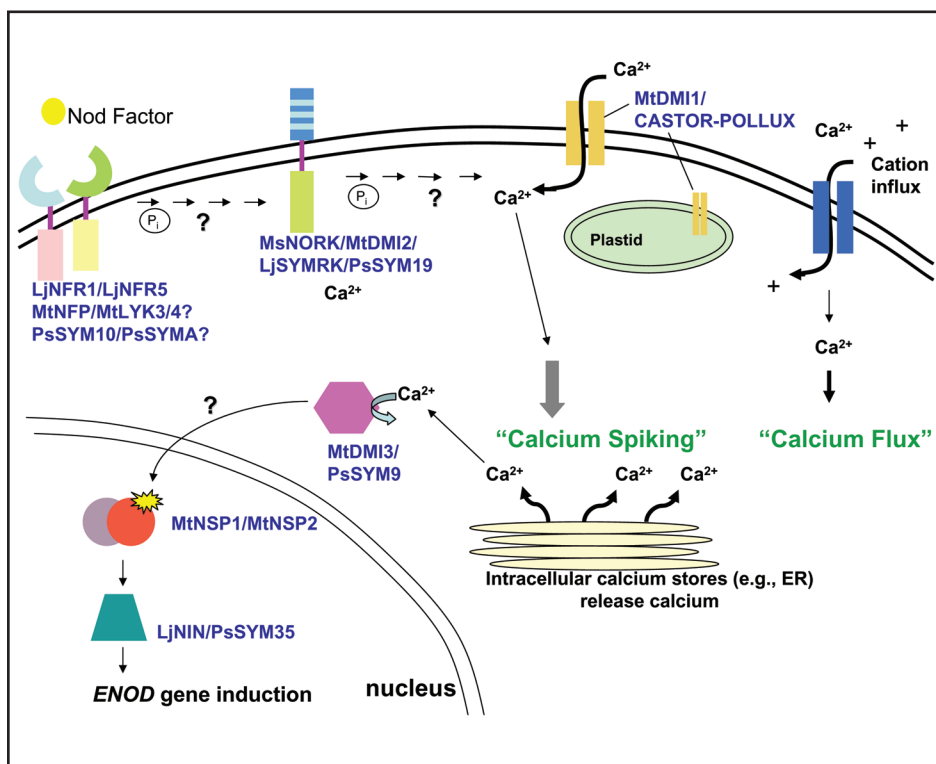 Nod Factor
Pi
?
LjNFR1/LjNFR5
MtNFP/MtLYK3/4?
PsSYM10/PsSYMA?
Pi
?
MsNORK/MtDMI2/
LjSYMRK/PsSYM19
Ca2+
Ca2+
MtDMI1/
CASTOR-POLLUX
Ca2+
Plastid
Ca2+
+
+
Cation
influx
+
Ca2+
“Calcium Flux”
“Calcium Spiking”
Ca2+
Ca2+
Ca2+
Intracellular calcium stores (e.g., ER)
release calcium
Ca2+
MtDMI3/
PsSYM9
?
MtNSP1/MtNSP2
LjNIN/PsSYM35
ENOD gene induction
nucleus